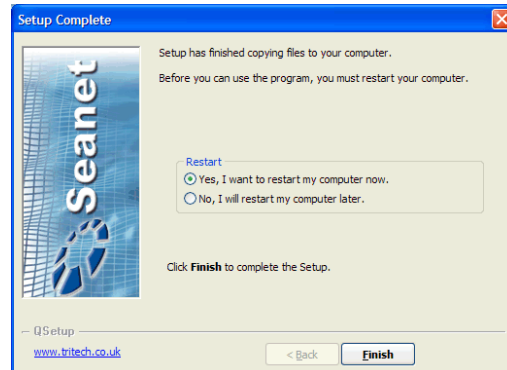 Setup Complete
Seanet
Setup has finished copying files to your computer.
Before you can use the program, you must restart your computer.
Restart
Yes, I want to restart my computer now.
No, I will restart my computer later.
Click Finish to complete the Setup.
QSetup
www.tritech.co.uk
< Back
Finish